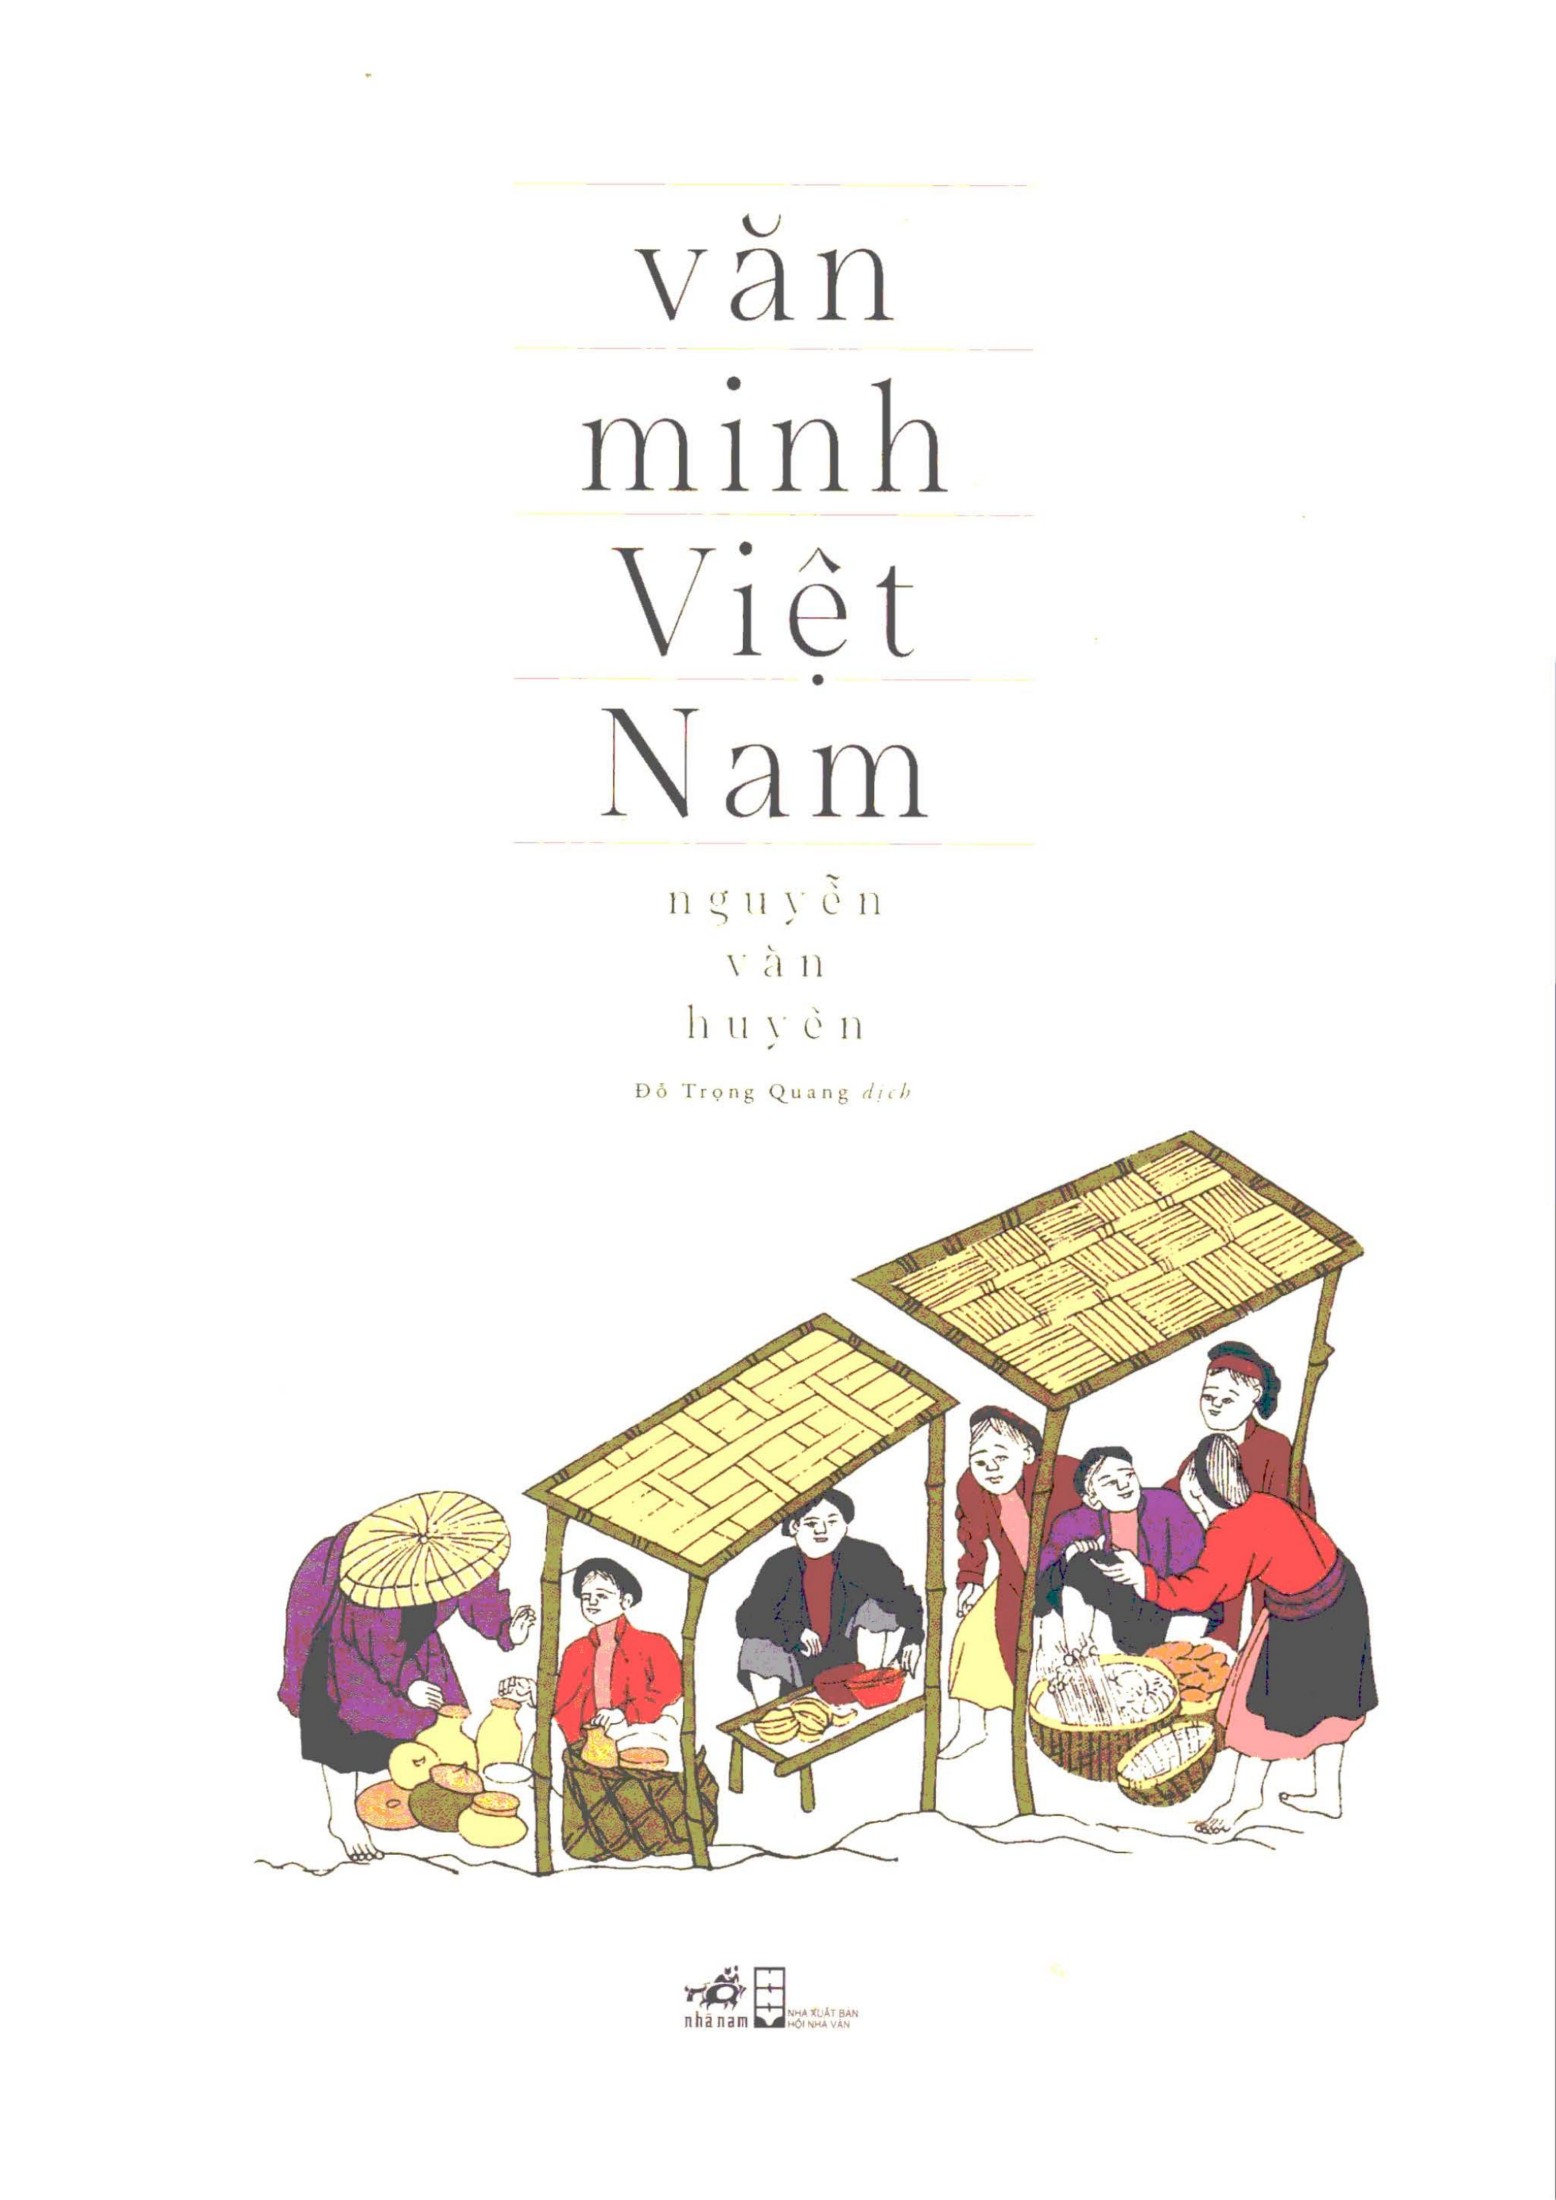 văn
minh
Việt
Nam
nguyễn
văn
huyên
Đỗ Trọng Quang dịch
nhã nam
NHÀ XUẤT BẢN
HỘI NHÀ VĂN